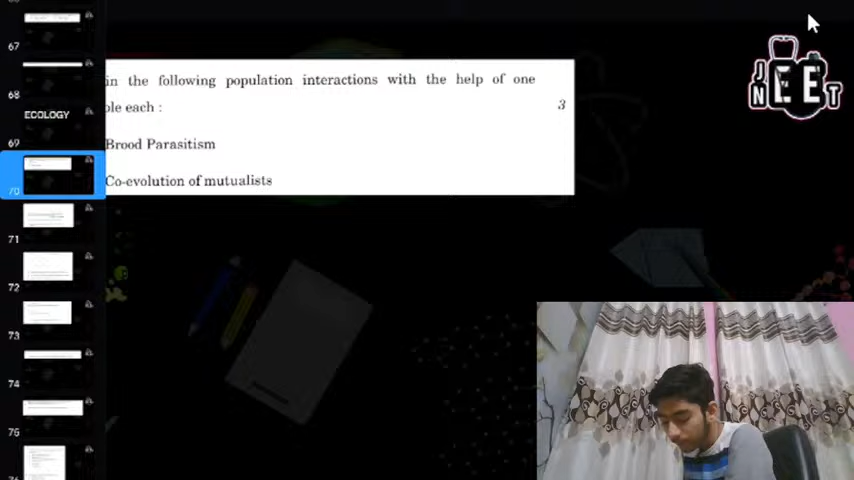 67
68
ECOLOGY
69
70
71
72
73
74
75
in the following population interactions with the help of one
ple each :
3
Brood Parasitism
Co-evolution of mutualists
J
NEET